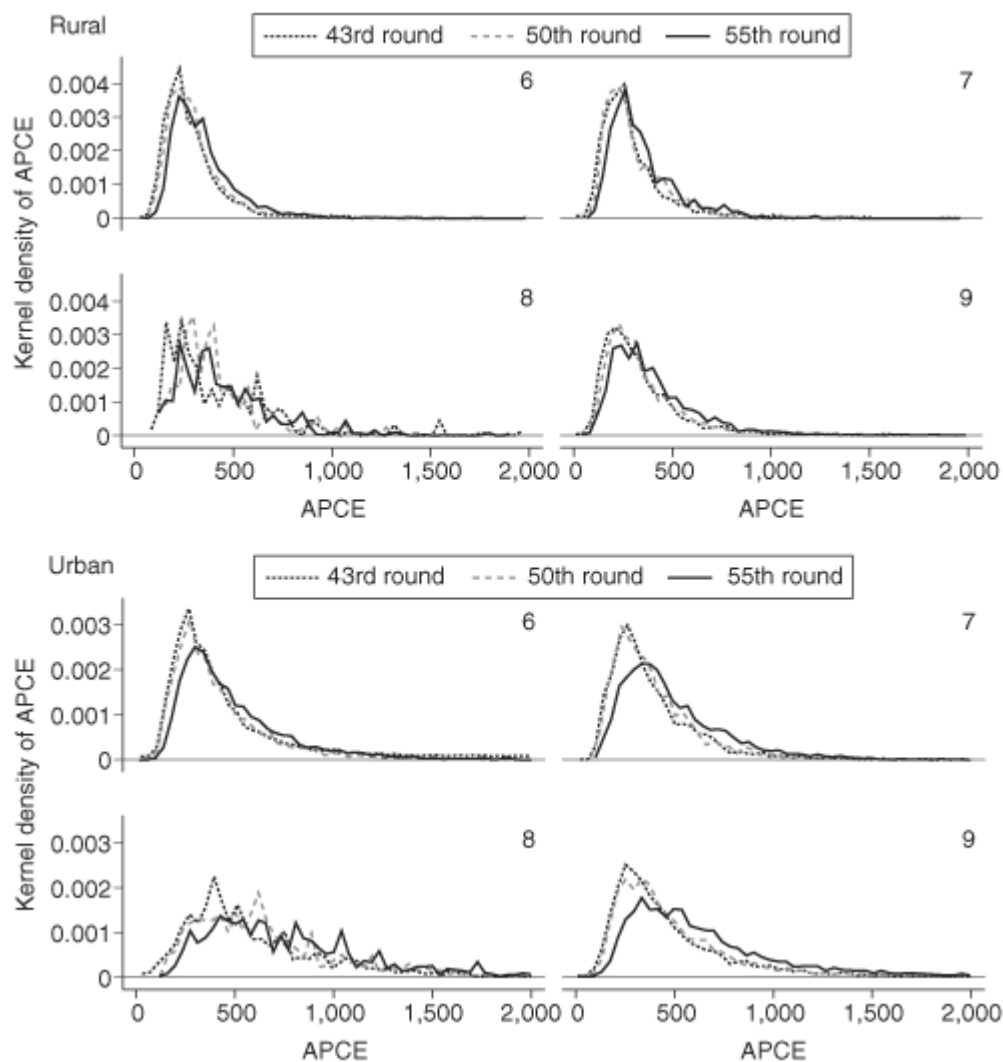 Rural
43rd round 50th round 55th round
Kernel density of APCE
6
0.004
0.003
0.002
0.001
0
7
8
0.004
0.003
0.002
0.001
0
0 500 1,000 1,500 2,000
APCE
9
0 500 1,000 1,500 2,000
APCE
Urban
43rd round 50th round 55th round
Kernel density of APCE
6
0.003
0.002
0.001
0
7
8
0.003
0.002
0.001
0
0 500 1,000 1,500 2,000
APCE
9
0 500 1,000 1,500 2,000
APCE